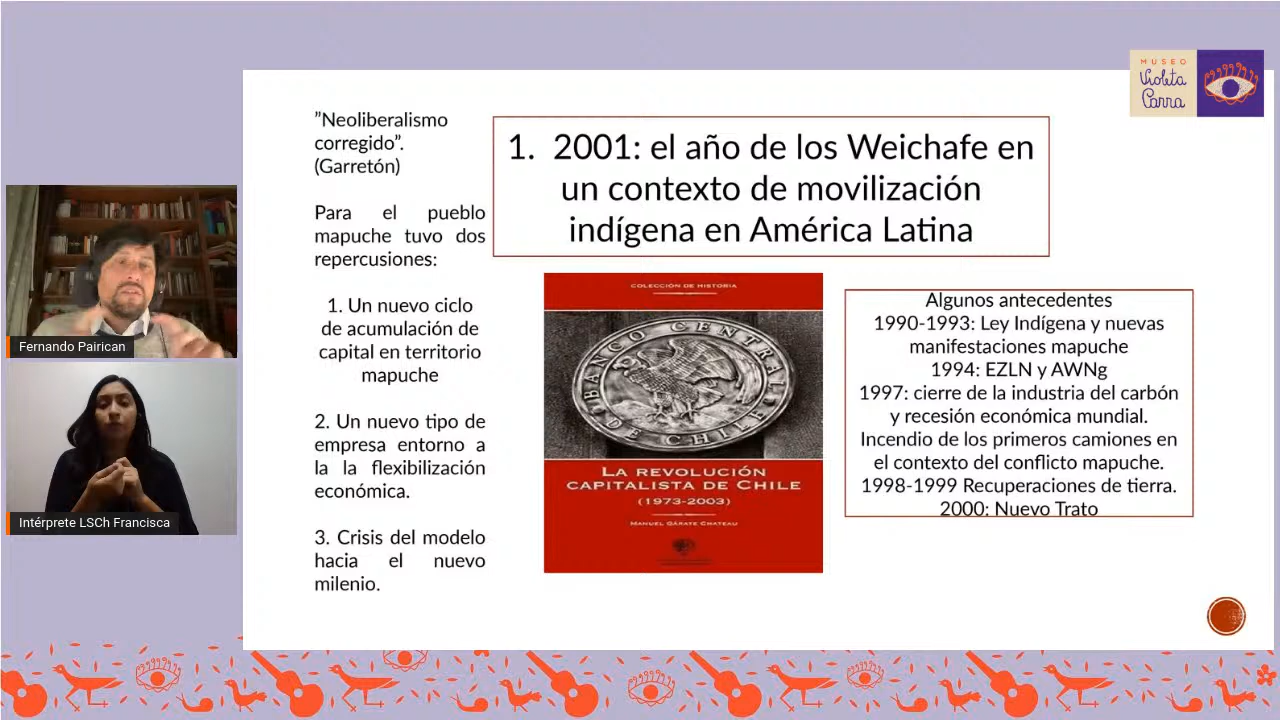 MUSEO
Violeta
Parra
”Neoliberalismo
corregido”.
(Garretón)
Para el pueblo
mapuche tuvo dos
repercusiones:
1. Un nuevo ciclo
de acumulación de
capital en territorio
mapuche
2. Un nuevo tipo de
empresa entorno a
la la flexibilización
económica.
3. Crisis del modelo
hacia el nuevo
milenio.
1. 2001: el año de los Weichafe en
un contexto de movilización
indígena en América Latina
COLECCIÓN DE HISTORIA
BANCO CENTRAL
DE CHILE
LA REVOLUCIÓN
CAPITALISTA DE CHILE
(1973-2003)
MANUEL GÁRATE CHATEAU
Algunos antecedentes
1990-1993: Ley Indígena y nuevas
manifestaciones mapuche
1994: EZLN y AWNg
1997: cierre de la industria del carbón
y recesión económica mundial.
Incendio de los primeros camiones en
el contexto del conflicto mapuche.
1998-1999 Recuperaciones de tierra.
2000: Nuevo Trato
Fernando Pairican
Intérprete LSCh Francisca